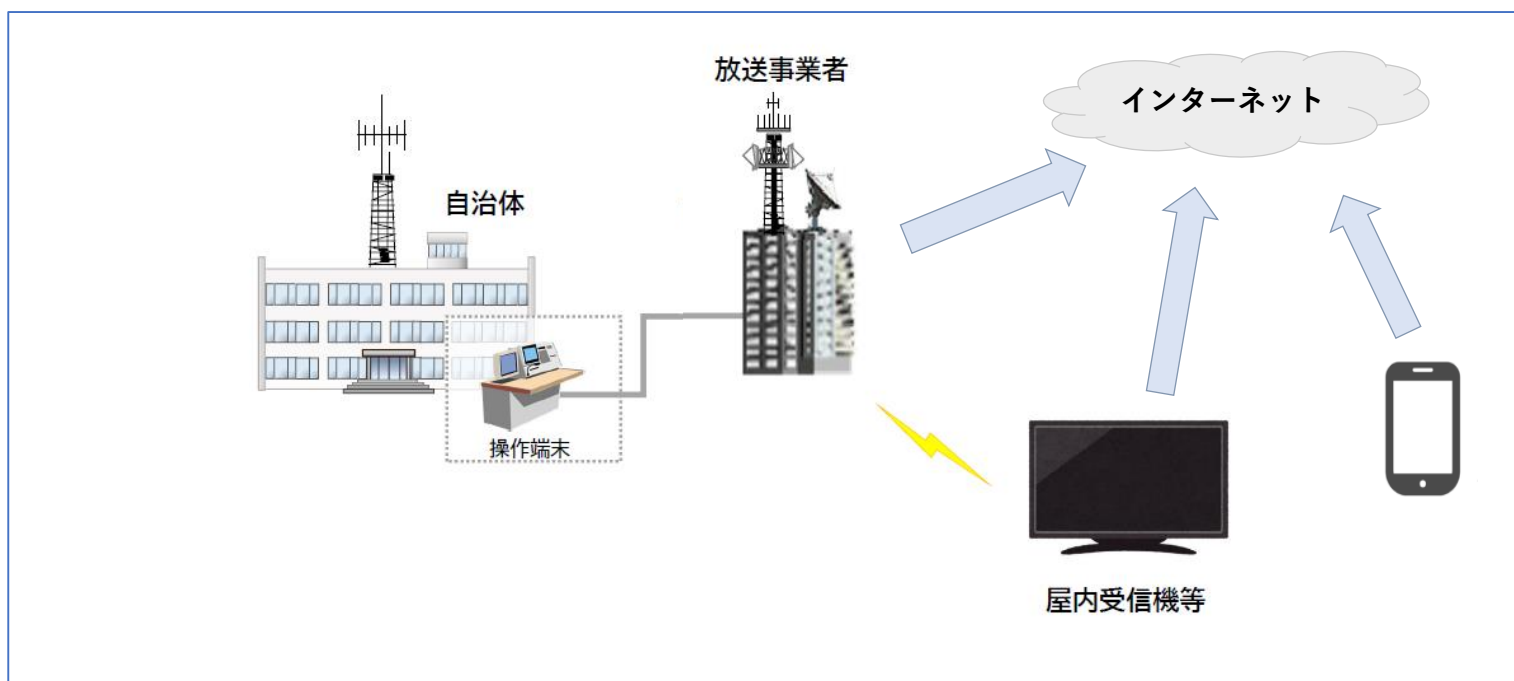 放送事業者
インターネット
自治体
操作端末
屋内受信機等